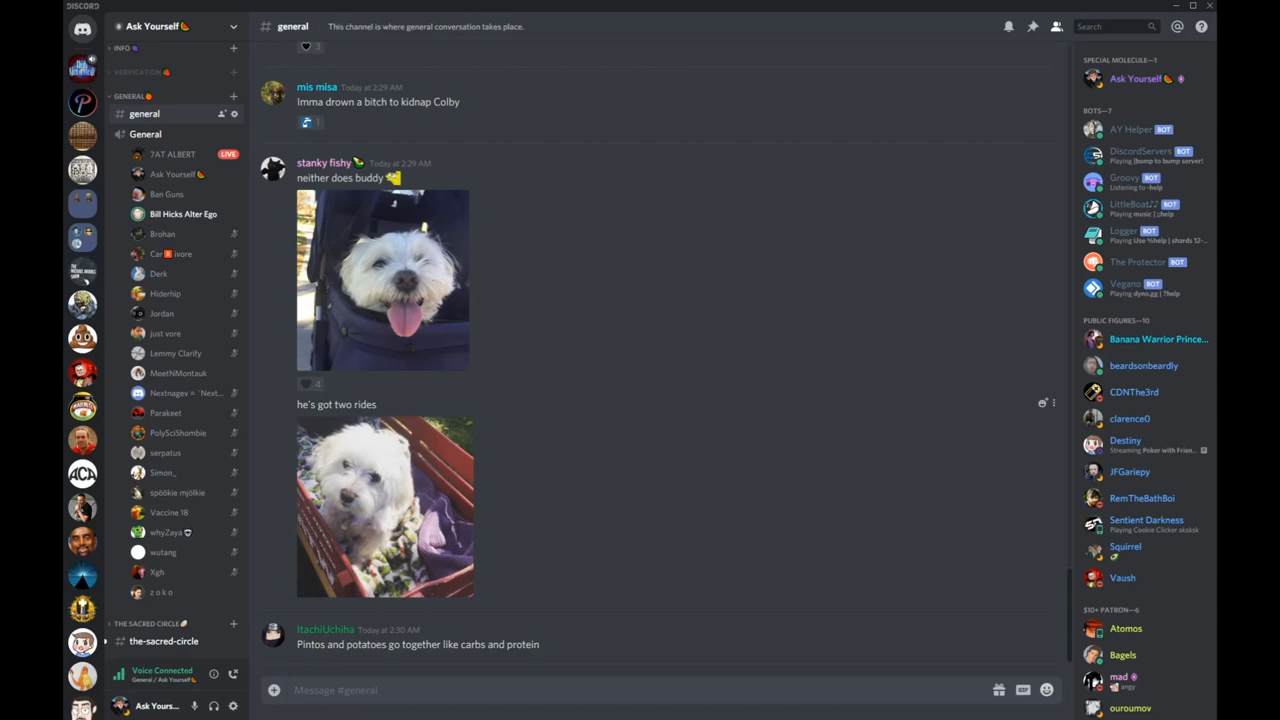 DISCORD
Ask Yourself
INFO
VERIFICATION
GENERAL
general
General
7AT ALBERT LIVE
Ask Yourself
Ban Guns
Bill Hicks Alter Ego
Brohan
Car ivore
Derk
Hiderhip
Jordan
just vore
Lemmy Clarify
MeetNMontauk
Nextnagev = `Next...
Parakeet
PolySciShombie
serpatus
Simon_
spöökie mjölkie
Vaccine 18
whyZaya
wutang
Xgh
z o k o
THE SACRED CIRCLE
# the-sacred-circle
Voice Connected
General / Ask Yourself
Ask Yours...
# general This channel is where general conversation takes place.
Search
3
mis misa Today at 2:29 AM
Imma drown a bitch to kidnap Colby
1
stanky fishy Today at 2:29 AM
neither does buddy
4
he's got two rides
ItachiUchiha Today at 2:30 AM
Pintos and potatoes go together like carbs and protein
Message #general
GIF
SPECIAL MOLECULE—1
Ask Yourself
BOTS—7
AY Helper BOT
DiscordServers BOT
Playing !bump to bump server!
Groovy BOT
Listening to -help
LittleBoat♪♪ BOT
Playing music | ;;help
Logger BOT
Playing Use %help | shards 12-...
The Protector BOT
Vegano BOT
Playing dyno.gg | ?help
PUBLIC FIGURES—10
Banana Warrior Prince...
beardsonbeardly
CDNThe3rd
clarence0
Destiny
Streaming Poker with Frien...
JFGariepy
RemTheBathBoi
Sentient Darkness
Playing Cookie Clicker sksksk
Squirrel
Vaush
$10+ PATRON—6
Atomos
Bagels
mad
angy
ouroumov